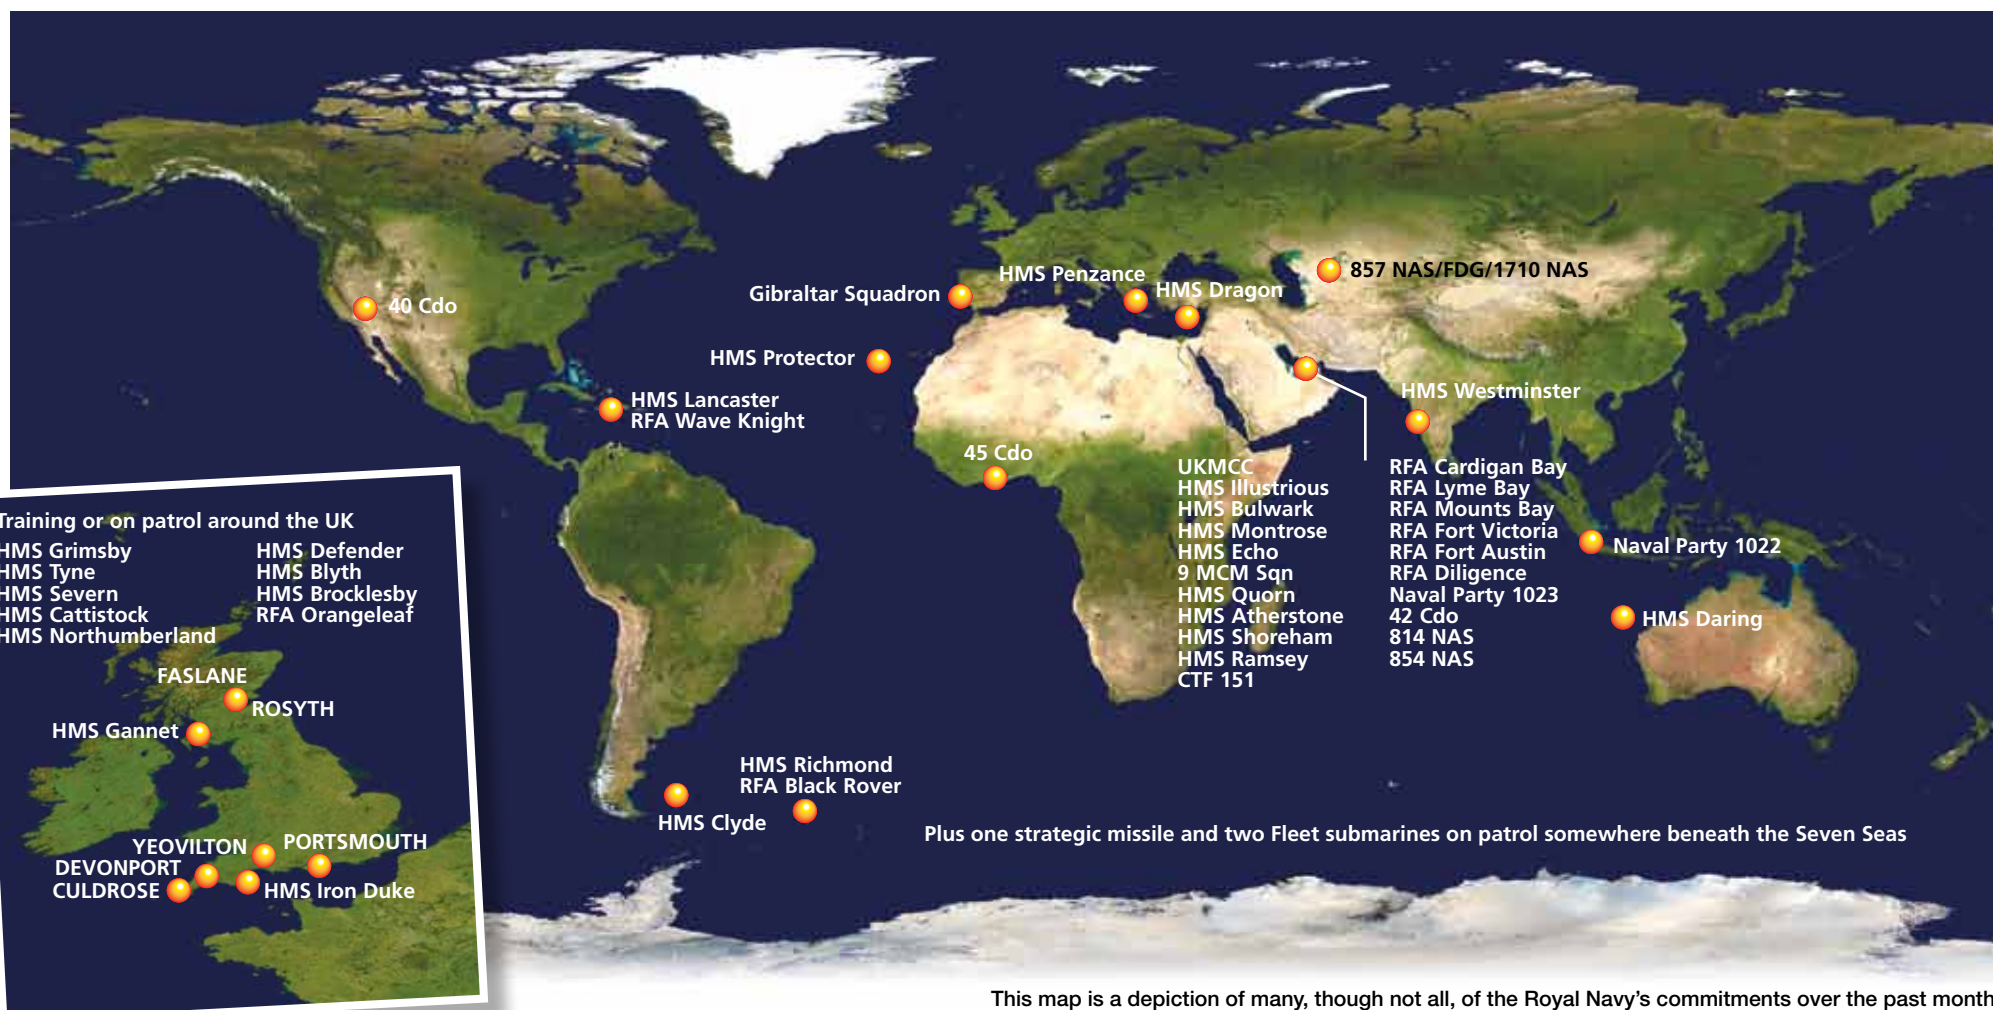 857 NAS/FDG/1710 NAS
HMS Penzance
HMS Dragon
Gibraltar Squadron
40 Cdo
HMS Protector
HMS Westminster
HMS Lancaster
RFA Wave Knight
45 Cdo
UKMCC
HMS Illustrious
HMS Bulwark
HMS Montrose
HMS Echo
9 MCM Sqn
HMS Quorn
HMS Atherstone
HMS Shoreham
HMS Ramsey
CTF 151
RFA Cardigan Bay
RFA Lyme Bay
RFA Mounts Bay
RFA Fort Victoria
RFA Fort Austin
RFA Diligence
Naval Party 1023
42 Cdo
814 NAS
854 NAS
Naval Party 1022
HMS Daring
Training or on patrol around the UK
HMS Grimsby
HMS Tyne
HMS Severn
HMS Cattistock
HMS Northumberland
HMS Defender
HMS Blyth
HMS Brocklesby
RFA Orangeleaf
FASLANE
ROSYTH
HMS Gannet
YEOVILTON
PORTSMOUTH
DEVONPORT
CULDROSE
HMS Iron Duke
HMS Richmond
RFA Black Rover
HMS Clyde
Plus one strategic missile and two Fleet submarines on patrol somewhere beneath the Seven Seas
This map is a depiction of many, though not all, of the Royal Navy's commitments over the past month